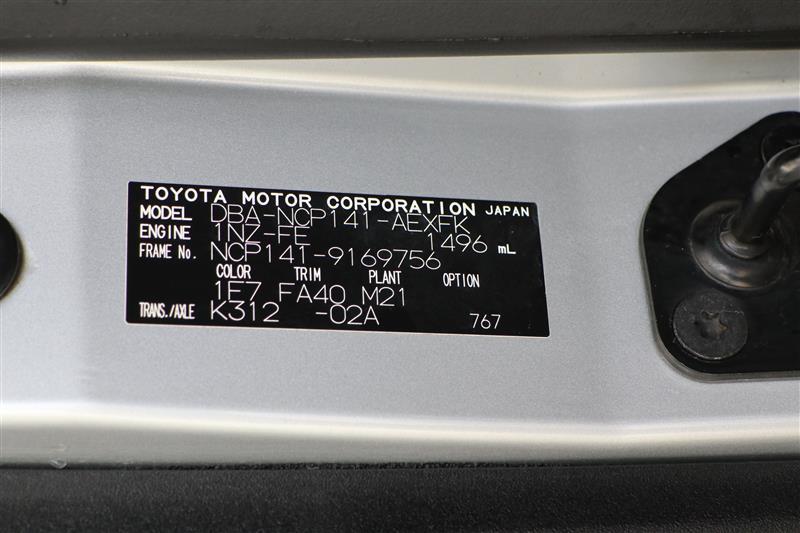 TOYOTA MOTOR CORPORATION JAPAN
MODEL DBA-NCP141-AEXFK
ENGINE 1NZ-FE 1496 mL
FRAME No. NCP141-9169756
COLOR TRIM PLANT OPTION
1F7 FA40 M21
TRANS./AXLE K312 -02A 767